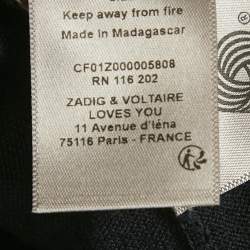 Keep away from fire
Made in Madagascar
CF01Z000005808
RN 116 202
ZADIG & VOLTAIRE
LOVES YOU
11 Avenue d'Iéna
75116 Paris - FRANCE